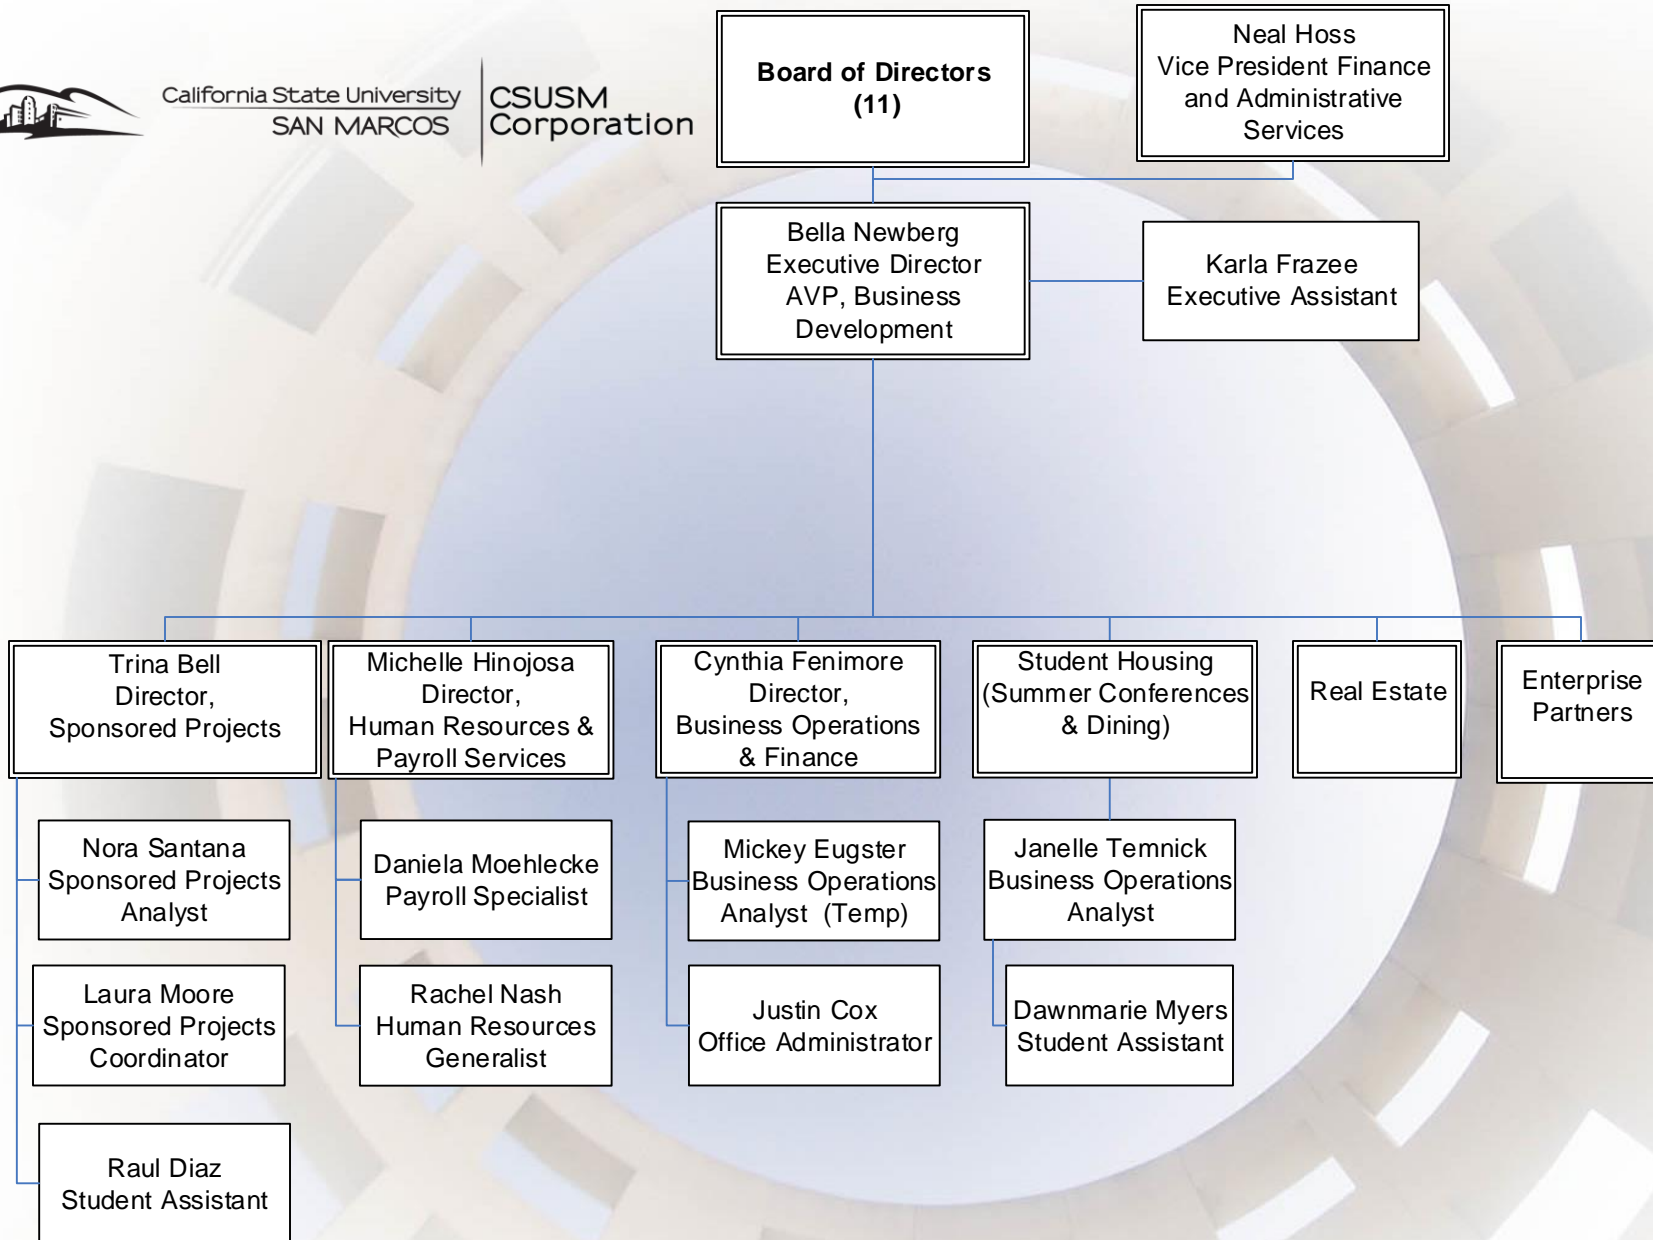 California State University
SAN MARCOS
CSUSM
Corporation
Board of Directors
(11)
Neal Hoss
Vice President Finance
and Administrative
Services
Bella Newberg
Executive Director
AVP, Business
Development
Karla Frazee
Executive Assistant
Trina Bell
Director,
Sponsored Projects
Michelle Hinojosa
Director,
Human Resources &
Payroll Services
Cynthia Fenimore
Director,
Business Operations
& Finance
Student Housing
(Summer Conferences
& Dining)
Real Estate
Enterprise
Partners
Nora Santana
Sponsored Projects
Analyst
Daniela Moehlecke
Payroll Specialist
Mickey Eugster
Business Operations
Analyst (Temp)
Janelle Temnick
Business Operations
Analyst
Laura Moore
Sponsored Projects
Coordinator
Rachel Nash
Human Resources
Generalist
Justin Cox
Office Administrator
Dawnmarie Myers
Student Assistant
Raul Diaz
Student Assistant